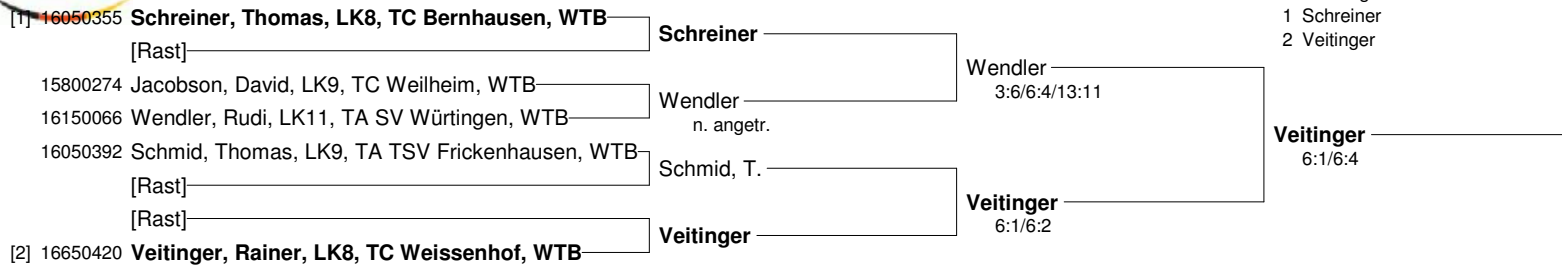 [1] 16050355 Schreiner, Thomas, LK8, TC Bernhausen, WTB
[Rast]
15800274 Jacobson, David, LK9, TC Weilheim, WTB
16150066 Wendler, Rudi, LK11, TA SV Würtingen, WTB
16050392 Schmid, Thomas, LK9, TA TSV Frickenhausen, WTB
[Rast]
[Rast]
[2] 16650420 Veitinger, Rainer, LK8, TC Weissenhof, WTB
Schreiner
Wendler
n. angetr.
Schmid, T.
Veitinger
Wendler
3:6/6:4/13:11
Veitinger
6:1/6:2
Veitinger
6:1/6:4
1 Schreiner
2 Veitinger